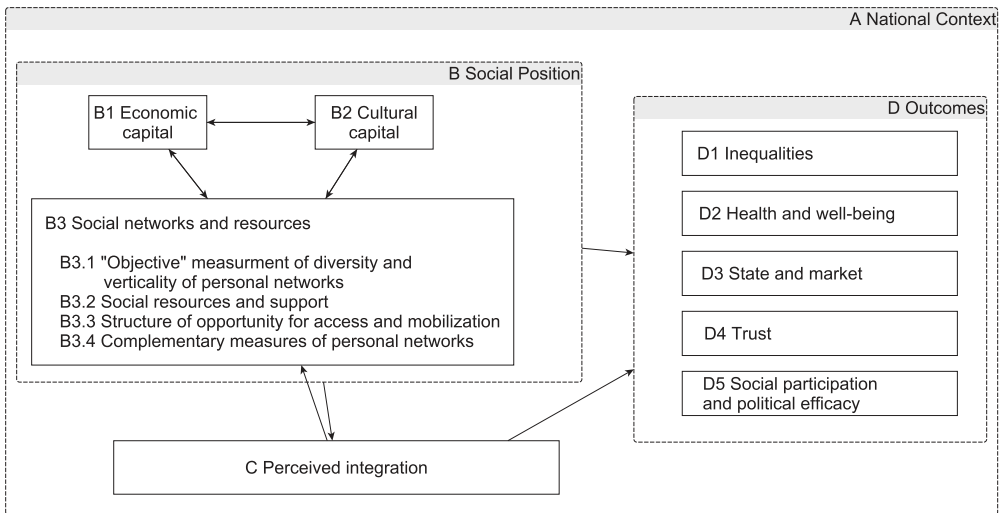 A National Context
B Social Position
B1 Economic
capital
B2 Cultural
capital
B3 Social networks and resources
B3.1 "Objective" measurment of diversity and
verticality of personal networks
B3.2 Social resources and support
B3.3 Structure of opportunity for access and mobilization
B3.4 Complementary measures of personal networks
C Perceived integration
D Outcomes
D1 Inequalities
D2 Health and well-being
D3 State and market
D4 Trust
D5 Social participation
and political efficacy